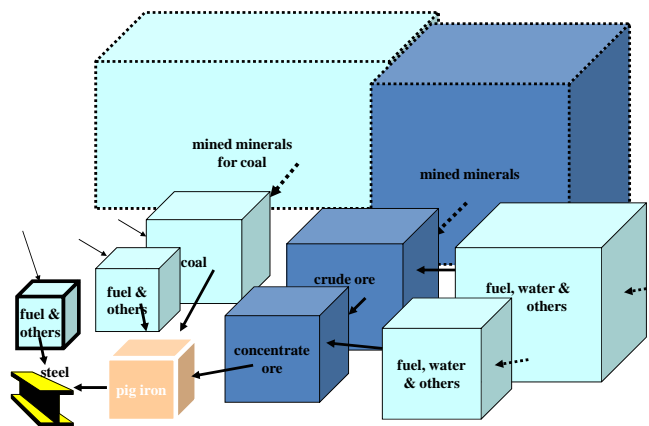 mined minerals
for coal
mined minerals
coal
crude ore
fuel, water &
others
fuel &
others
fuel &
others
concentrate
ore
fuel, water
& others
steel
pig iron